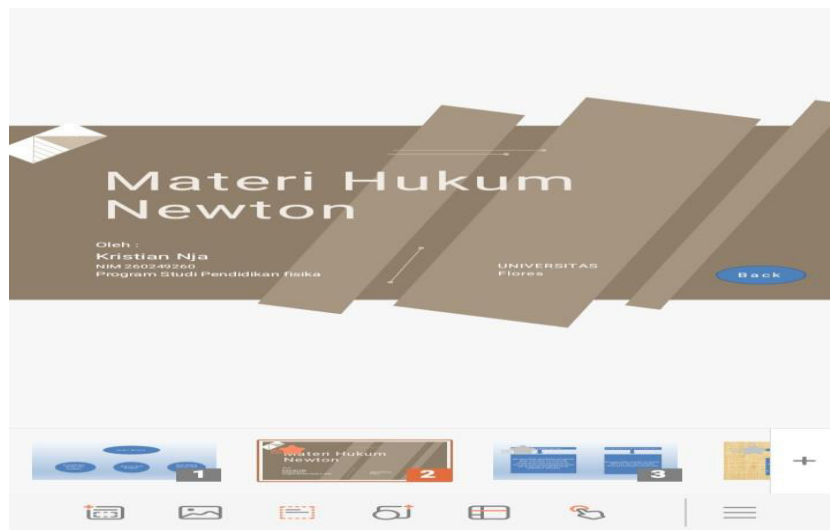 Materi Hukum
Newton
Oleh :
Kristian Nja
NIM 260249260
Program Studi Pendidikan fisika
UNIVERSITAS
Flores
Back
1
Materi Hukum
Newton
2
3